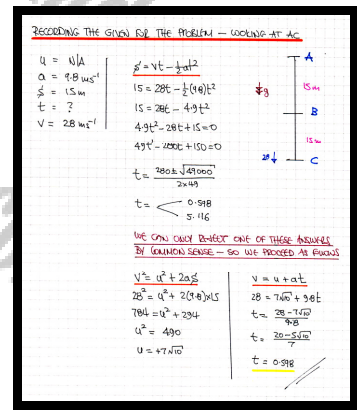 RECORDING THE GIVEN FOR THE PROBLEM - LOOKING AT AC
u = N/A
a = 9.8 ms⁻¹
s = 15m
t = ?
V = 28 ms⁻¹
s = vt - ½at²
15 = 28t - ½(9.8)t²
15 = 28t - 4.9t²
4.9t² - 28t + 15 = 0
49t² - 280t + 150 = 0
t = (280 ± √49000) / (2×49)
t = < 0.598
5.116
A
15m
g
B
15m
28
C
WE CAN ONLY REJECT ONE OF THESE ANSWERS
BY COMMON SENSE - SO WE PROCEED AS FOLLOWS
V² = u² + 2as
28² = u² + 2(9.8)×15
784 = u² + 294
u² = 490
u = +7√10
V = u + at
28 = 7√10 + 9.8t
t = (28 - 7√10) / 9.8
t = (20 - 5√10) / 7
t = 0.598